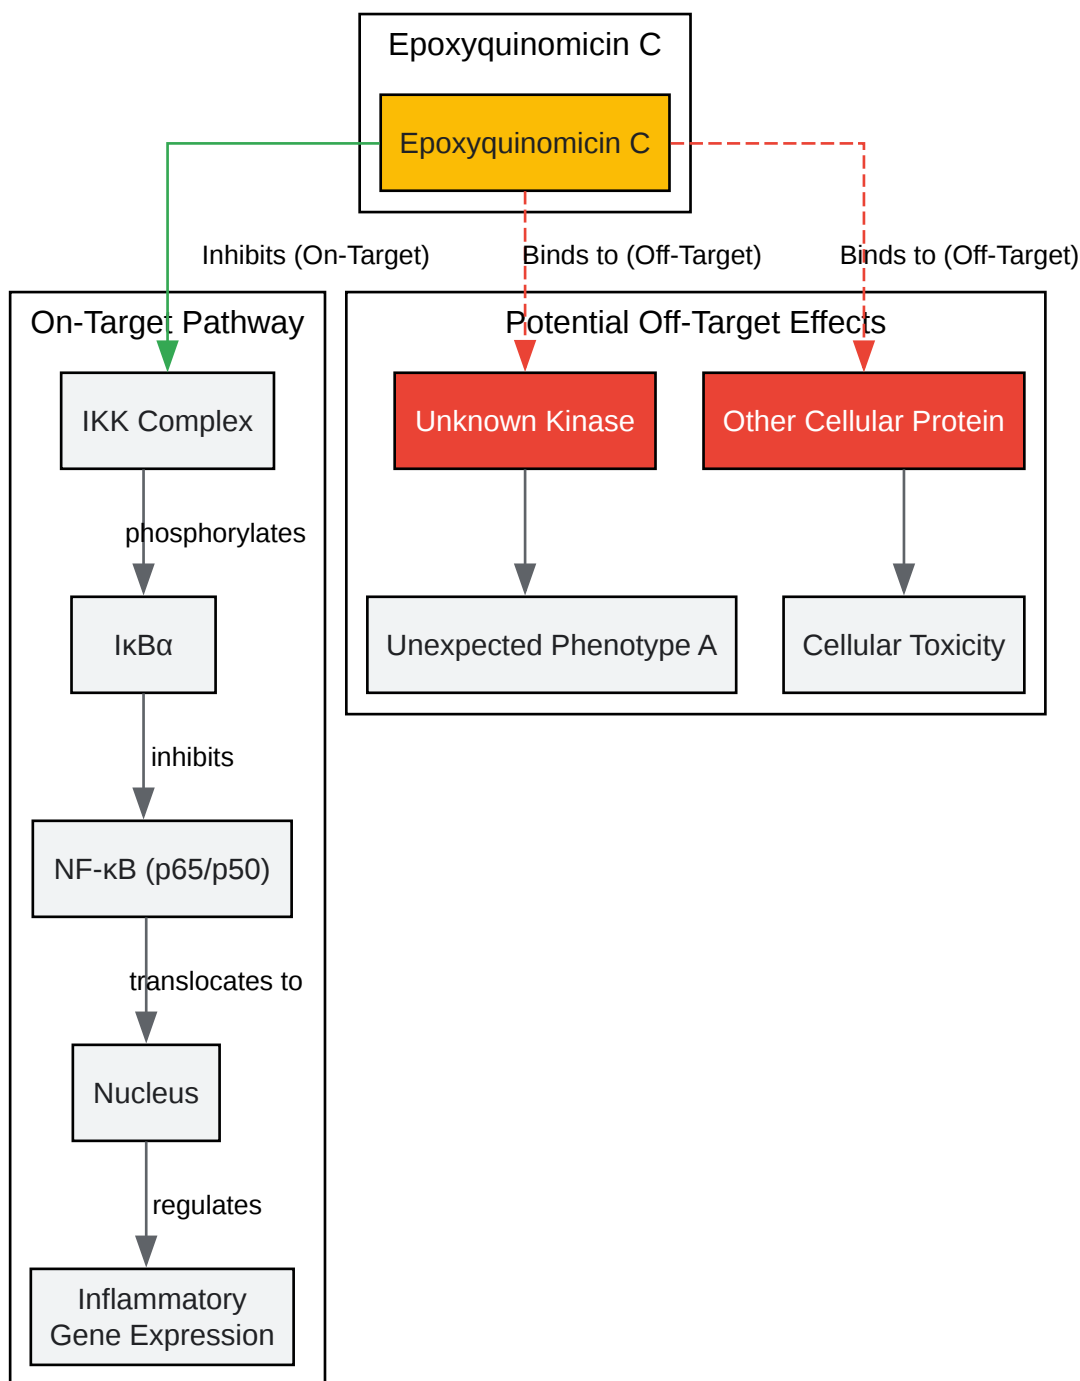 Epoxyquinomicin C
Epoxyquinomicin C
Inhibits (On-Target)
Binds to (Off-Target)
Binds to (Off-Target)
On-Target Pathway
IKK Complex
phosphorylates
IκBα
inhibits
NF-κB (p65/p50)
translocates to
Nucleus
regulates
Inflammatory
Gene Expression
Potential Off-Target Effects
Unknown Kinase
Other Cellular Protein
Unexpected Phenotype A
Cellular Toxicity